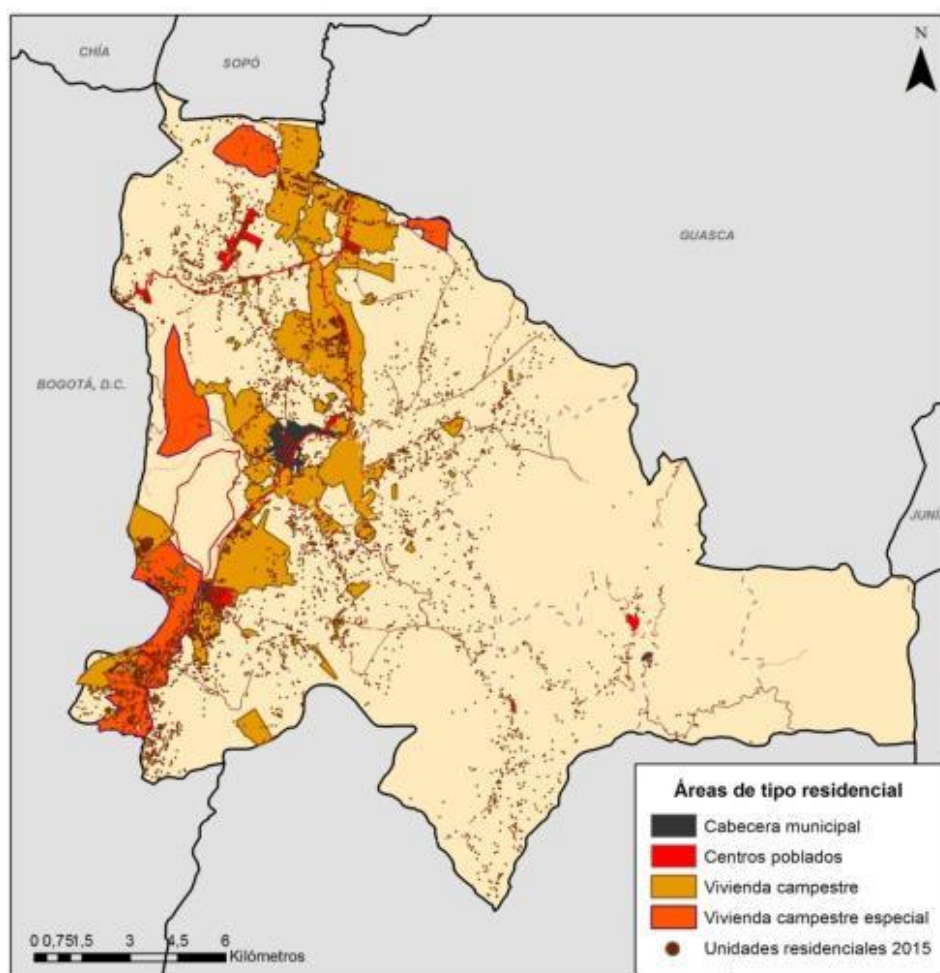 CHÍA
SOPÓ
N
GUASCA
BOGOTÁ, D.C.
JUNÍ
Áreas de tipo residencial
Cabecera municipal
Centros poblados
Vivienda campestre
Vivienda campestre especial
Unidades residenciales 2015
0 0,75 1,5 3 4,5 6
Kilómetros